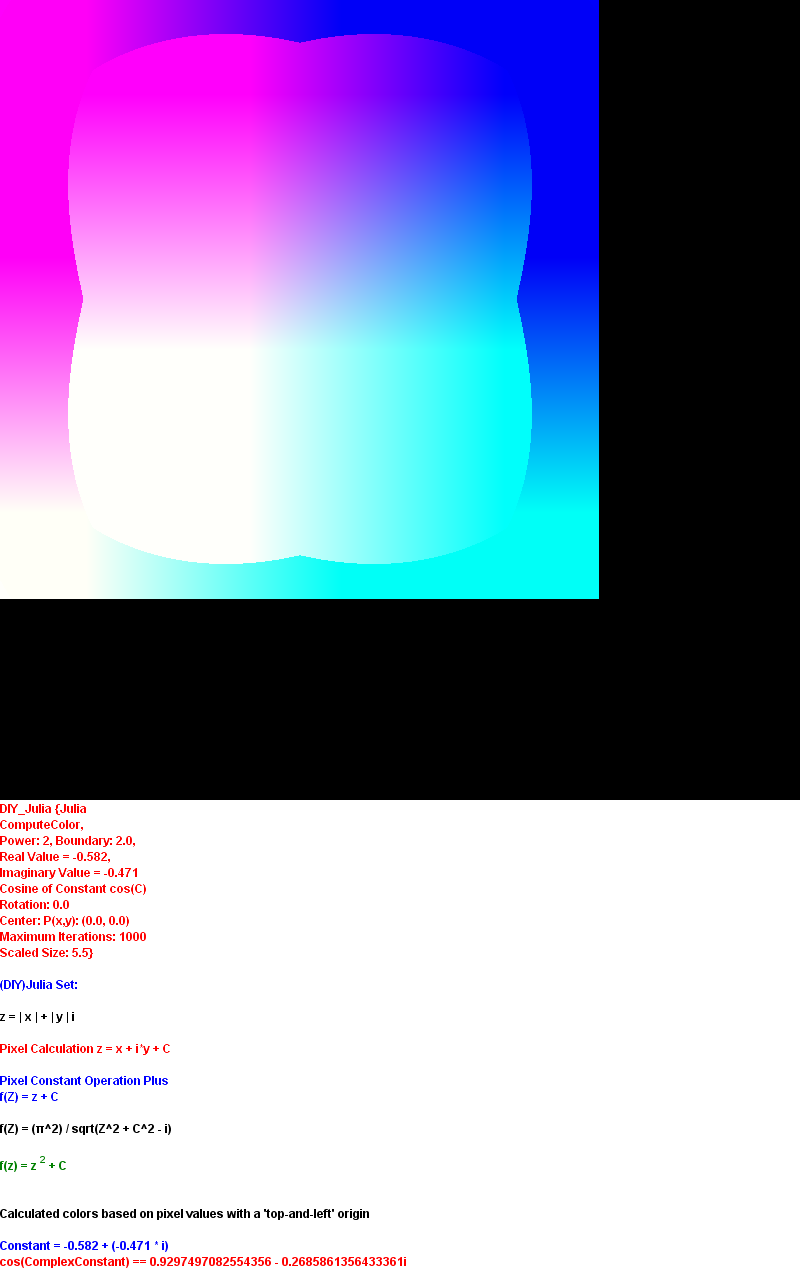 DIY_Julia {Julia
ComputeColor,
Power: 2, Boundary: 2.0,
Real Value = -0.582,
Imaginary Value = -0.471
Cosine of Constant cos(C)
Rotation: 0.0
Center: P(x,y): (0.0, 0.0)
Maximum Iterations: 1000
Scaled Size: 5.5}
(DIY)Julia Set:
z = | x | + | y | i
Pixel Calculation z = x + i*y + C
Pixel Constant Operation Plus
f(Z) = z + C
f(Z) = (π^2) / sqrt(Z^2 + C^2 - i)
f(z) = z ² + C
Calculated colors based on pixel values with a 'top-and-left' origin
Constant = -0.582 + (-0.471 * i)
cos(ComplexConstant) == 0.9297497082554356 - 0.2685861356433361i